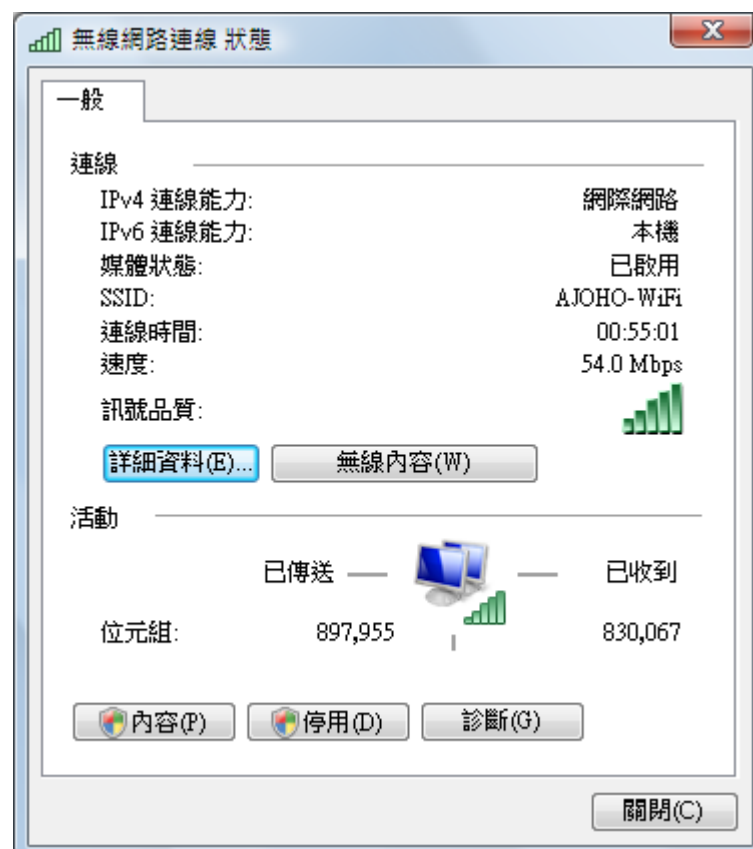 無線網路連線 狀態
一般
連線
IPv4 連線能力: 網際網路
IPv6 連線能力: 本機
媒體狀態: 已啟用
SSID: AJOHO-WiFi
連線時間: 00:55:01
速度: 54.0 Mbps
訊號品質:
詳細資料(E)... 無線內容(W)
活動
已傳送 已收到
位元組: 897,955 830,067
內容(P) 停用(D) 診斷(G)
關閉(C)